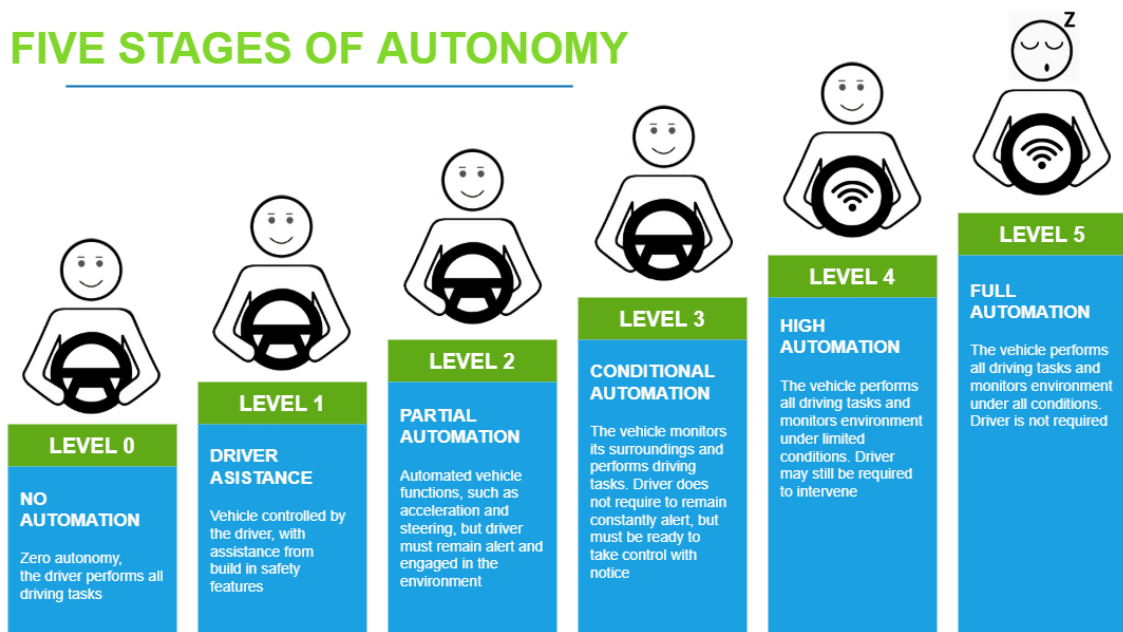 FIVE STAGES OF AUTONOMY
Z
LEVEL 0
NO
AUTOMATION
Zero autonomy,
the driver performs all
driving tasks
LEVEL 1
DRIVER
ASISTANCE
Vehicle controlled by
the driver, with
assistance from
build in safety
features
LEVEL 2
PARTIAL
AUTOMATION
Automated vehicle
functions, such as
acceleration and
steering, but driver
must remain alert and
engaged in the
environment
LEVEL 3
CONDITIONAL
AUTOMATION
The vehicle monitors
its surroundings and
performs driving
tasks. Driver does
not require to remain
constantly alert, but
must be ready to
take control with
notice
LEVEL 4
HIGH
AUTOMATION
The vehicle performs
all driving tasks and
monitors environment
under limited
conditions. Driver
may still be required
to intervene
LEVEL 5
FULL
AUTOMATION
The vehicle performs
all driving tasks and
monitors environment
under all conditions.
Driver is not required